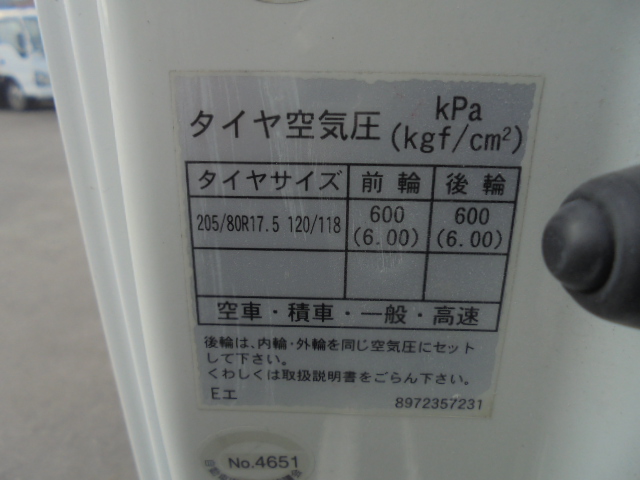 タイヤ空気圧 kPa (kgf/cm²)
タイヤサイズ 前輪 後輪
205/80R17.5 120/118 600 (6.00) 600 (6.00)
空車・積車・一般・高速
後輪は、内輪・外輪を同じ空気圧にセット
して下さい。
くわしくは取扱説明書をごらん下さい。
Eエ 8972357231
No.4651